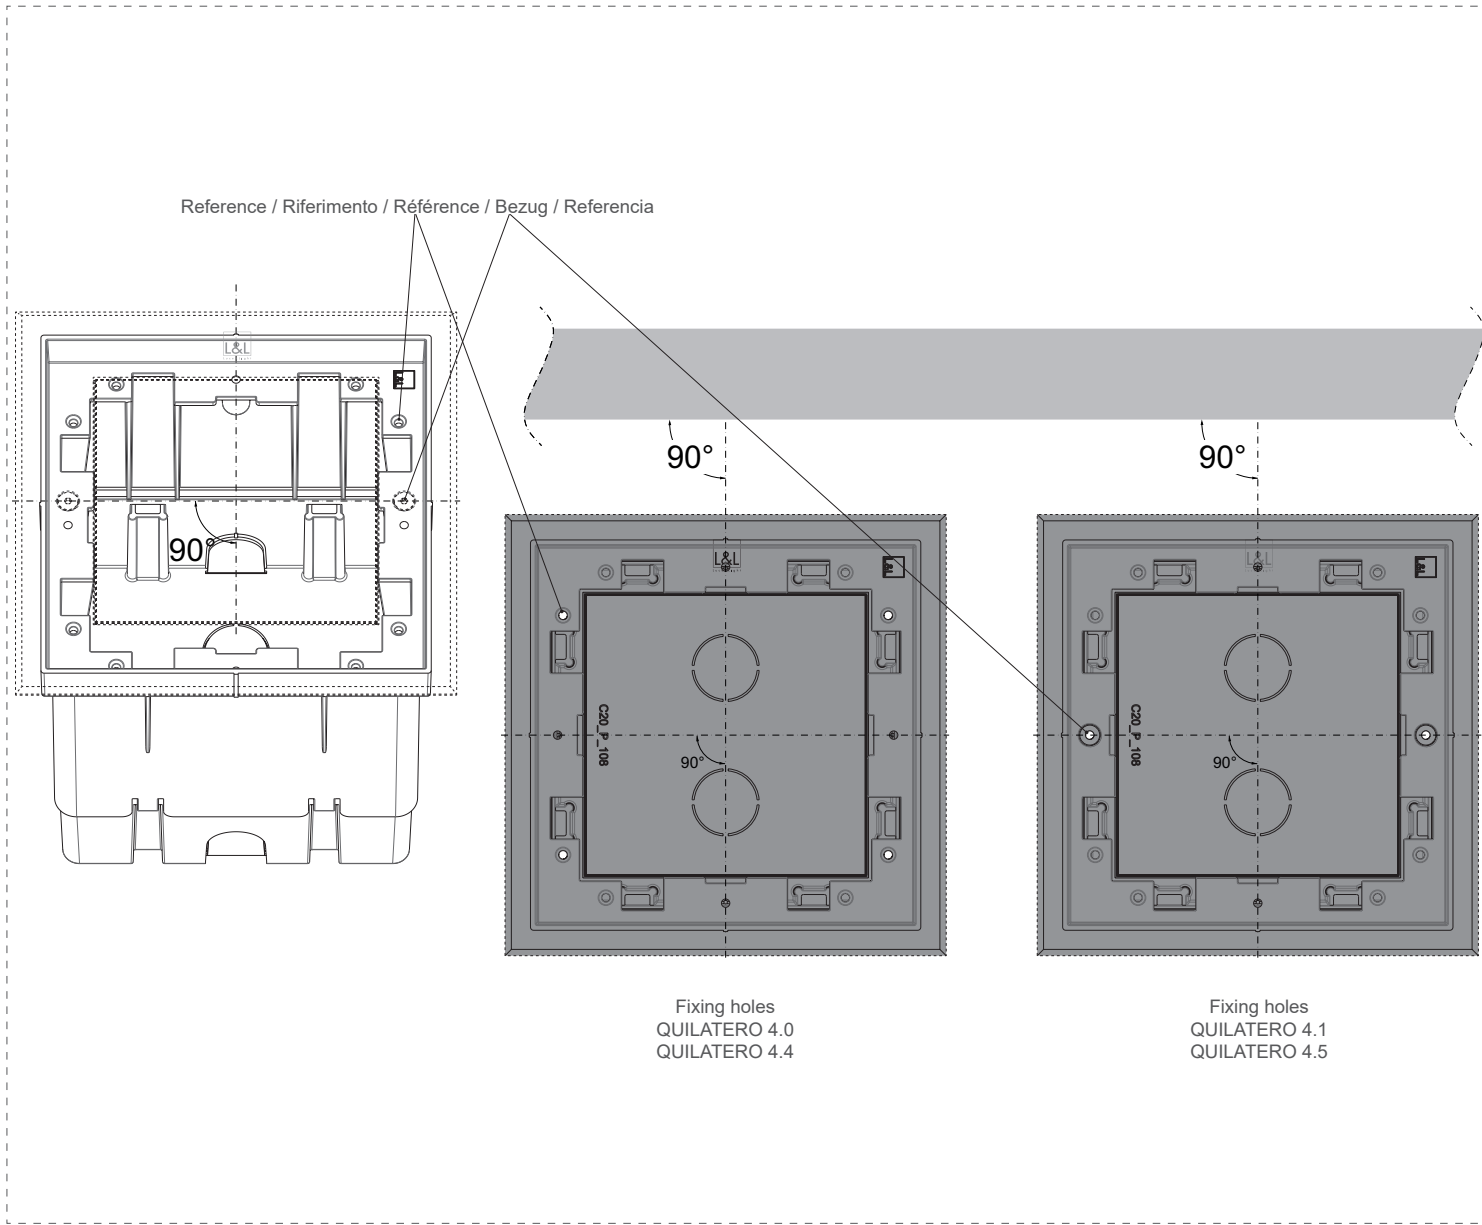 Reference / Riferimento / Référence / Bezug / Referencia
L&L
L&L
90°
90°
90°
L&L
L&L
C20_P_108
90°
L&L
L&L
C20_P_108
90°
Fixing holes
QUILATERO 4.0
QUILATERO 4.4
Fixing holes
QUILATERO 4.1
QUILATERO 4.5